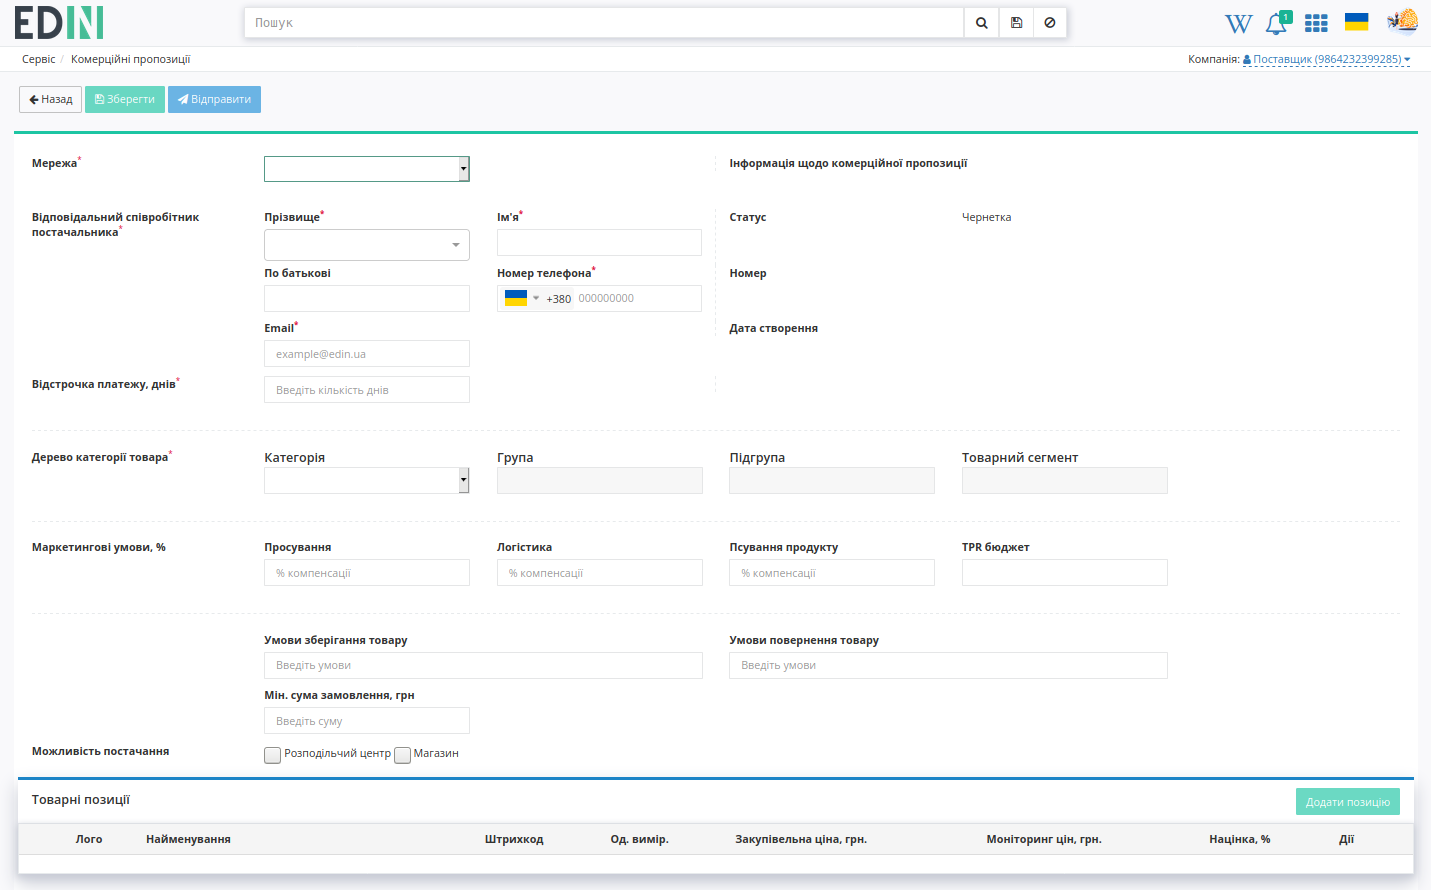 EDIN
Пошук
1
Сервіс / Комерційні пропозиції
Компанія: Поставщик (9864232399285)
Назад
Зберегти
Відправити
Мережа*
Інформація щодо комерційної пропозиції
Відповідальний співробітник
постачальника*
Прізвище*
Ім'я*
Статус
Чернетка
По батькові
Номер телефона*
Номер
+380 000000000
Email*
Дата створення
example@edin.ua
Відстрочка платежу, днів*
Введіть кількість днів
Дерево категорії товара*
Категорія
Група
Підгрупа
Товарний сегмент
Маркетингові умови, %
Просування
Логістика
Псування продукту
TPR бюджет
% компенсації
% компенсації
% компенсації
Умови зберігання товару
Умови повернення товару
Введіть умови
Введіть умови
Мін. сума замовлення, грн
Введіть суму
Можливість постачання
Розподільчий центр
Магазин
Товарні позиції
Додати позицію
Лого
Найменування
Штрихкод
Од. вимір.
Закупівельна ціна, грн.
Моніторинг цін, грн.
Націнка, %
Дії